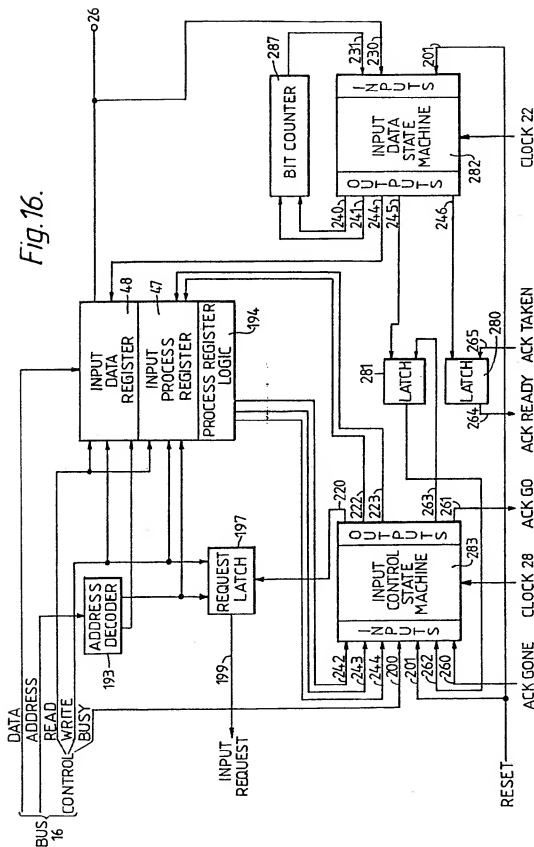 Fig.16.
BUS 16
DATA
ADDRESS
CONTROL
READ
WRITE
BUSY
ADDRESS DECODER
193
INPUT DATA REGISTER
48
INPUT PROCESS REGISTER
47
PROCESS REGISTER LOGIC
194
26
REQUEST LATCH
197
199
INPUT REQUEST
BIT COUNTER
287
231
230
201
INPUTS
INPUT DATA STATE MACHINE
282
OUTPUTS
240
241
244
245
246
CLOCK 22
281
LATCH
LATCH
280
264
265
ACK READY
ACK TAKEN
220
222
223
263
261
OUTPUTS
INPUT CONTROL STATE MACHINE
283
INPUTS
242
243
244
200
201
262
260
RESET
ACK GONE
CLOCK 28
ACK GO